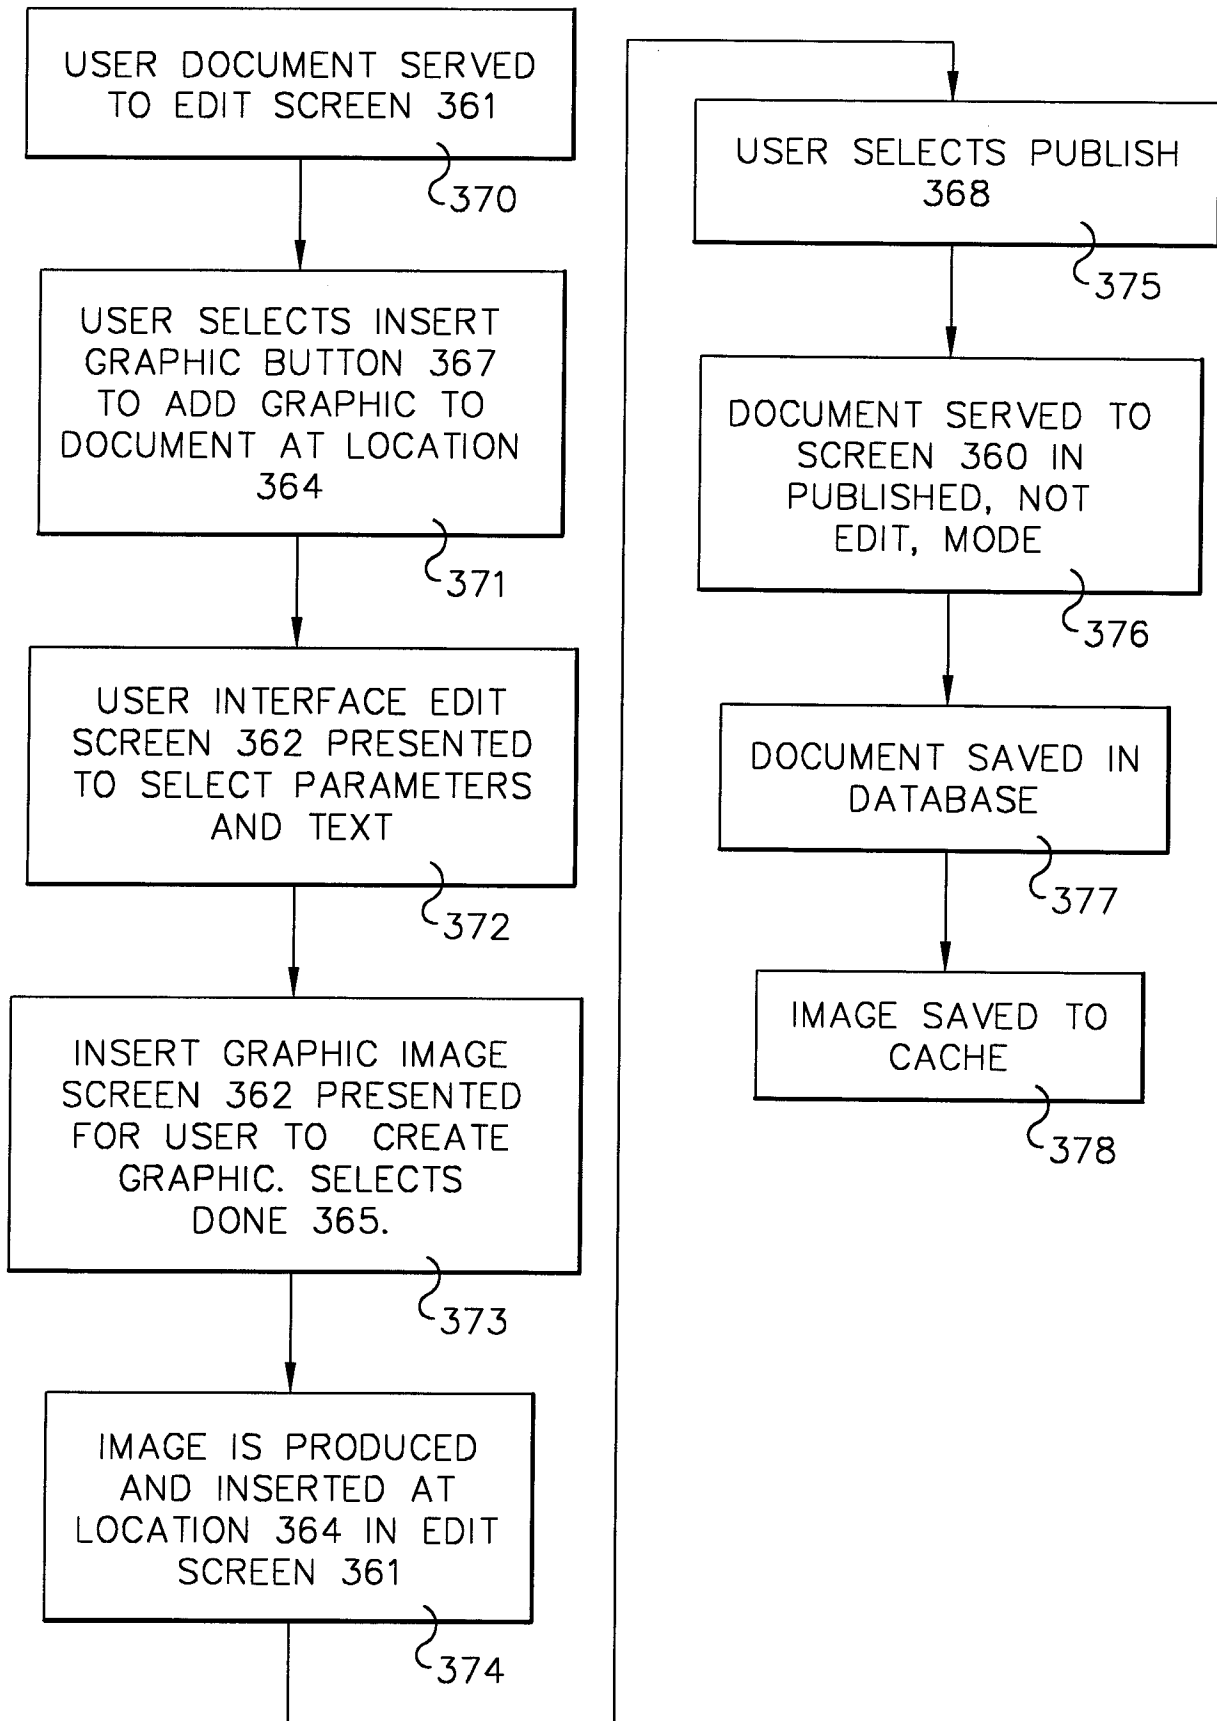 USER DOCUMENT SERVED
TO EDIT SCREEN 361
370
USER SELECTS INSERT
GRAPHIC BUTTON 367
TO ADD GRAPHIC TO
DOCUMENT AT LOCATION
364
371
USER INTERFACE EDIT
SCREEN 362 PRESENTED
TO SELECT PARAMETERS
AND TEXT
372
INSERT GRAPHIC IMAGE
SCREEN 362 PRESENTED
FOR USER TO CREATE
GRAPHIC. SELECTS
DONE 365.
373
IMAGE IS PRODUCED
AND INSERTED AT
LOCATION 364 IN EDIT
SCREEN 361
374
USER SELECTS PUBLISH
368
375
DOCUMENT SERVED TO
SCREEN 360 IN
PUBLISHED, NOT
EDIT, MODE
376
DOCUMENT SAVED IN
DATABASE
377
IMAGE SAVED TO
CACHE
378